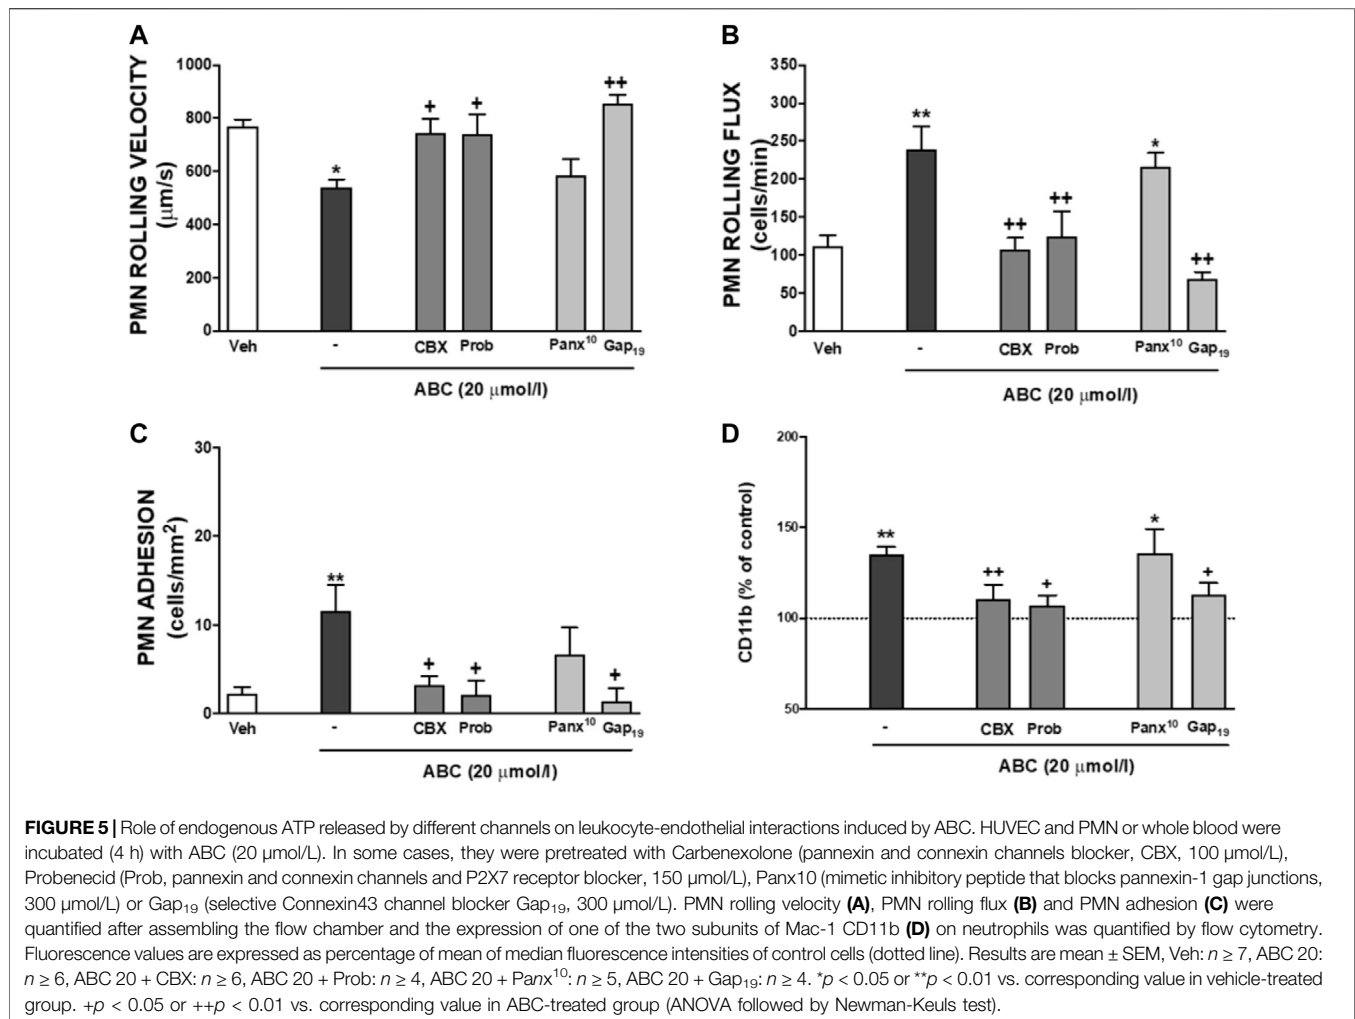 A
PMN ROLLING VELOCITY
(μm/s)
1000
800
600
400
200
0
*
+
+
++
Veh
-
CBX
Prob
Panx¹⁰
Gap₁₉
ABC (20 μmol/l)
B
PMN ROLLING FLUX
(cells/min)
350
300
250
200
150
100
50
0
**
++
++
*
++
Veh
-
CBX
Prob
Panx¹⁰
Gap₁₉
ABC (20 μmol/l)
C
PMN ADHESION
(cells/mm²)
30
20
10
0
**
+
+
+
Veh
-
CBX
Prob
Panx¹⁰
Gap₁₉
ABC (20 μmol/l)
D
CD11b (% of control)
200
150
100
50
**
++
+
*
+
-
CBX
Prob
Panx¹⁰
Gap₁₉
ABC (20 μmol/l)
FIGURE 5 | Role of endogenous ATP released by different channels on leukocyte-endothelial interactions induced by ABC. HUVEC and PMN or whole blood were
incubated (4 h) with ABC (20 μmol/L). In some cases, they were pretreated with Carbenexolone (pannexin and connexin channels blocker, CBX, 100 μmol/L),
Probenecid (Prob, pannexin and connexin channels and P2X7 receptor blocker, 150 μmol/L), Panx10 (mimetic inhibitory peptide that blocks pannexin-1 gap junctions,
300 μmol/L) or Gap₁₉ (selective Connexin43 channel blocker Gap₁₉, 300 μmol/L). PMN rolling velocity (A), PMN rolling flux (B) and PMN adhesion (C) were
quantified after assembling the flow chamber and the expression of one of the two subunits of Mac-1 CD11b (D) on neutrophils was quantified by flow cytometry.
Fluorescence values are expressed as percentage of mean of median fluorescence intensities of control cells (dotted line). Results are mean ± SEM, Veh: n ≥ 7, ABC 20:
n ≥ 6, ABC 20 + CBX: n ≥ 6, ABC 20 + Prob: n ≥ 4, ABC 20 + Panx¹⁰: n ≥ 5, ABC 20 + Gap₁₉: n ≥ 4. *p < 0.05 or **p < 0.01 vs. corresponding value in vehicle-treated
group. +p < 0.05 or ++p < 0.01 vs. corresponding value in ABC-treated group (ANOVA followed by Newman-Keuls test).